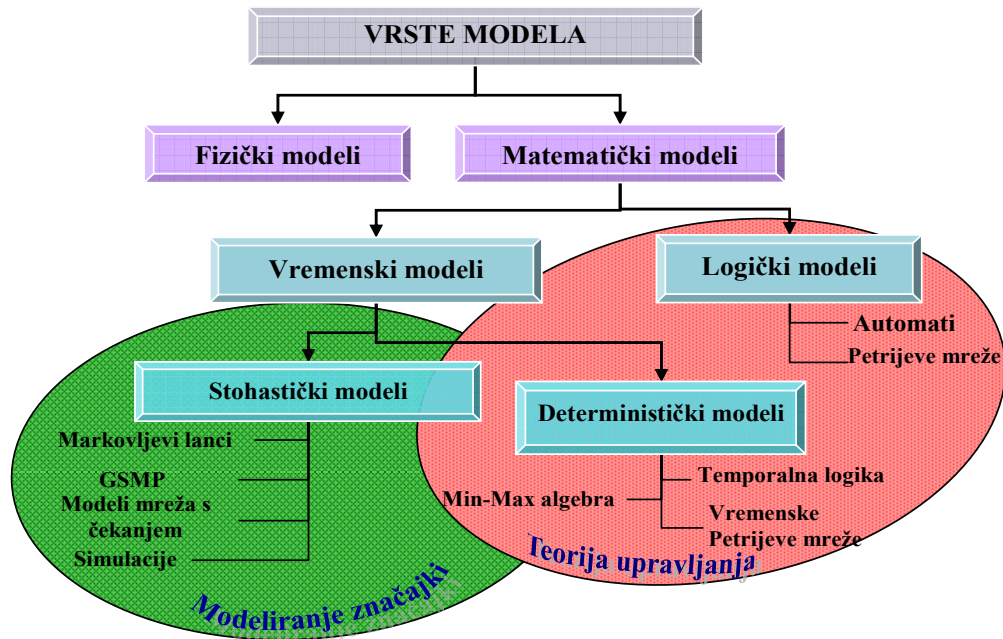 VRSTE MODELA
Fizički modeli
Matematički modeli
Vremenski modeli
Logički modeli
Automati
Petrijeve mreže
Stohastički modeli
Deterministički modeli
Markovljevi lanci
GSMP
Modeli mreža s
čekanjem
Simulacije
Temporalna logika
Min-Max algebra
Vremenske
Petrijeve mreže
Teorija upravljanja
Modeliranje značajki